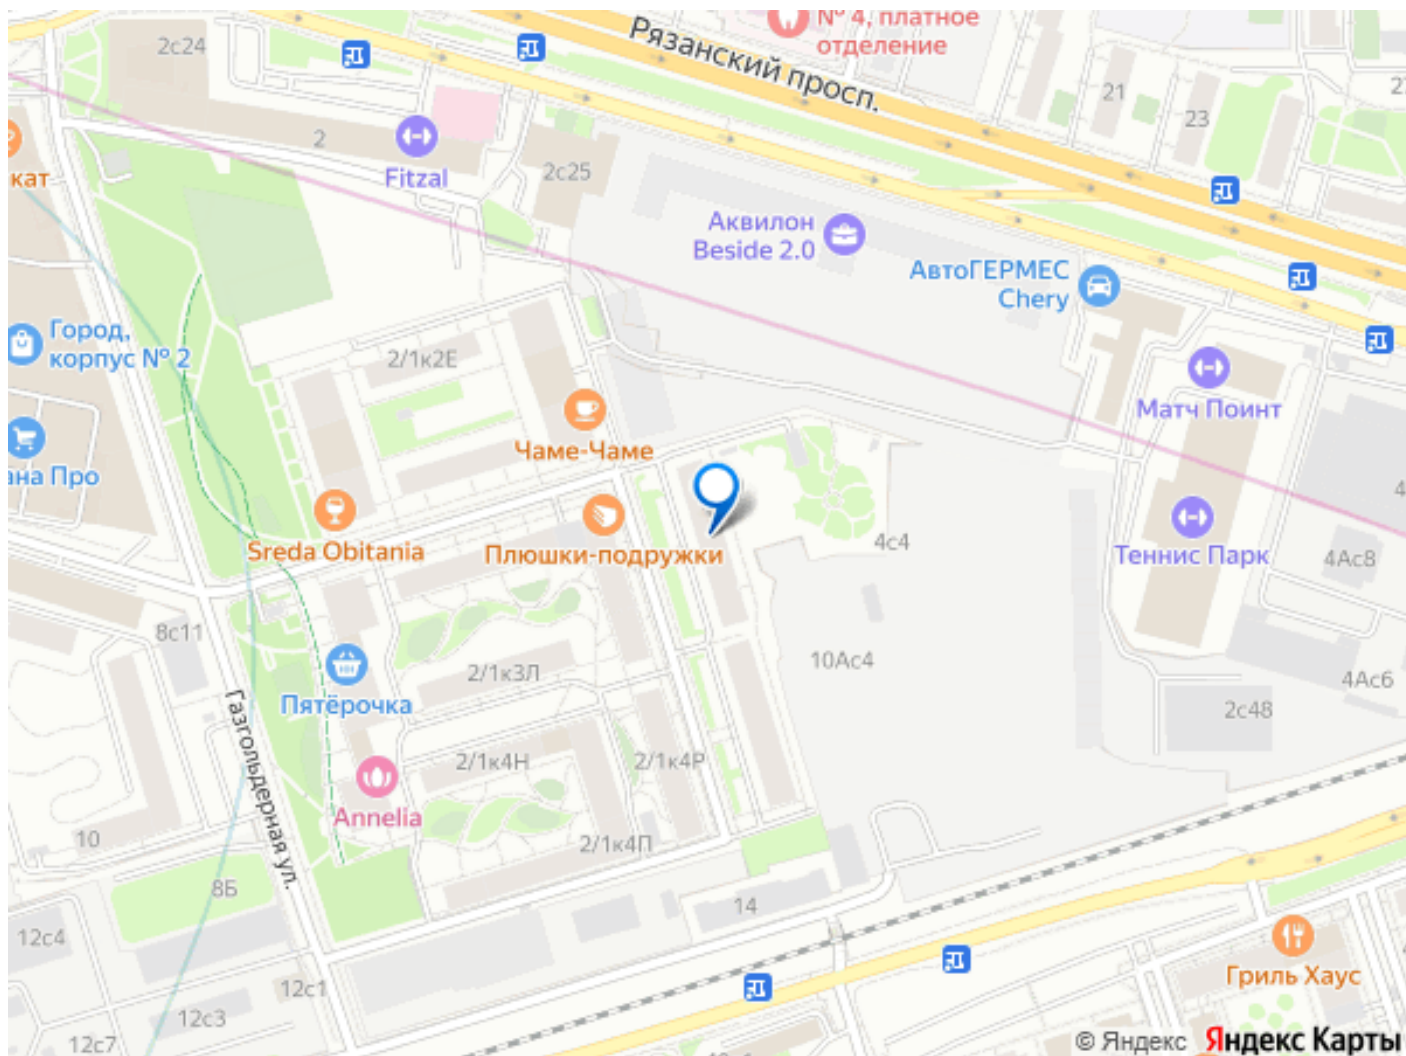 № 4, платное
отделение
Рязанский просп.
2с24
21
23
2
Fitzal
2с25
кат
Аквилон
Beside 2.0
АвтоГЕРМЕС
Chery
Город,
корпус № 2
2/1к2Е
Матч Поинт
Чаме-Чаме
ана Про
Sreda Obitania
Плюшки-подружки
4с4
Теннис Парк
4Ас8
8с11
2/1к3Л
10Ас4
4Ас6
Пятёрочка
2с48
Газгольдерная ул.
2/1к4Н
2/1к4Р
Annelia
10
2/1к4П
8Б
14
12с4
Гриль Хаус
12с1
12с3
12с7
© Яндекс Яндекс Карты